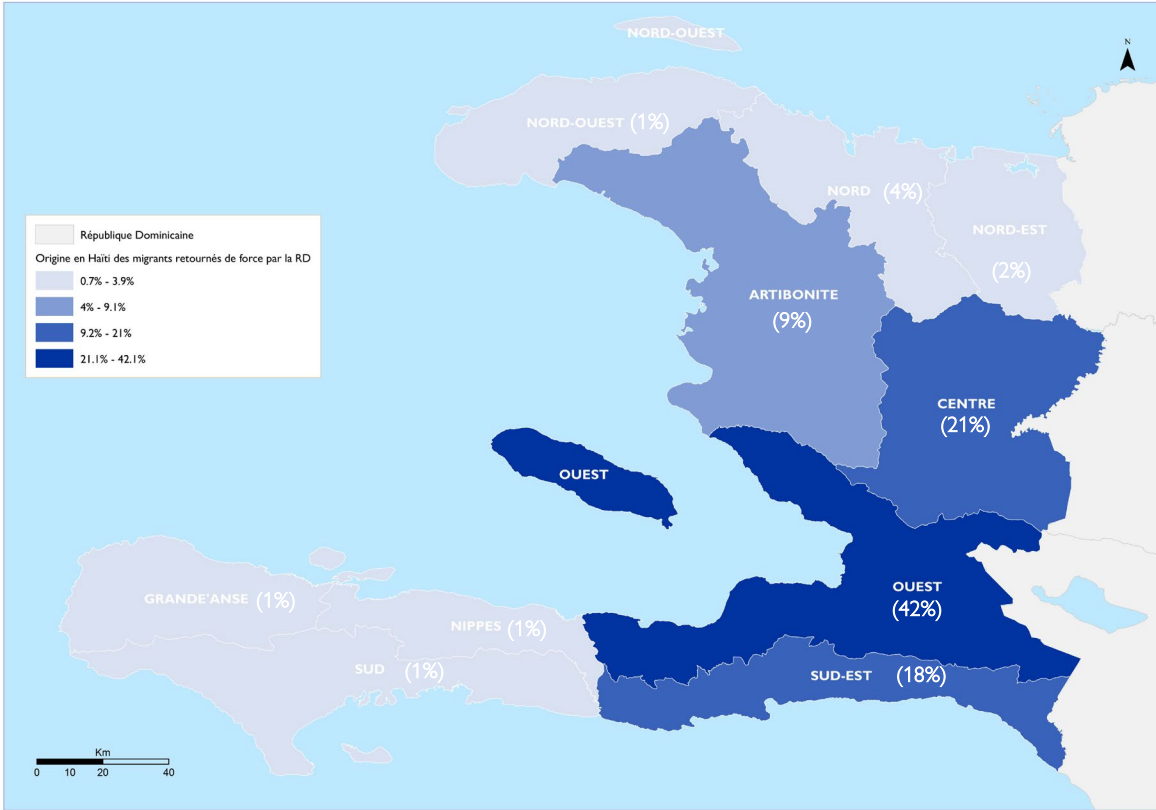 NORD-OUEST
N
NORD-OUEST (1%)
NORD (4%)
NORD-EST
(2%)
République Dominicaine
Origine en Haïti des migrants retournés de force par la RD
0.7% - 3.9%
4% - 9.1%
9.2% - 21%
21.1% - 42.1%
ARTIBONITE
(9%)
CENTRE
(21%)
OUEST
OUEST
(42%)
GRANDE'ANSE (1%)
NIPPES (1%)
SUD (1%)
SUD-EST (18%)
Km
0 10 20 40